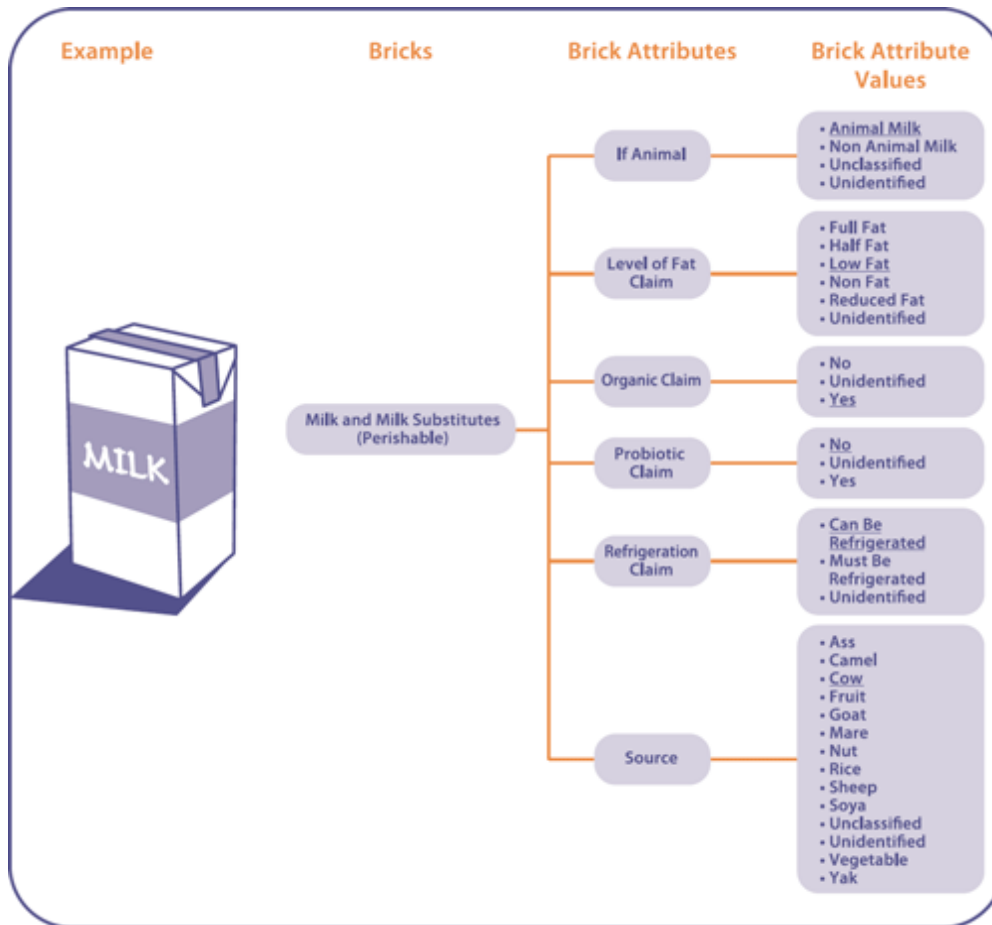 Example
Bricks
Brick Attributes
Brick Attribute
Values
MILK
Milk and Milk Substitutes
(Perishable)
If Animal
• Animal Milk
• Non Animal Milk
• Unclassified
• Unidentified
Level of Fat
Claim
• Full Fat
• Half Fat
• Low Fat
• Non Fat
• Reduced Fat
• Unidentified
Organic Claim
• No
• Unidentified
• Yes
Probiotic
Claim
• No
• Unidentified
• Yes
Refrigeration
Claim
• Can Be
Refrigerated
• Must Be
Refrigerated
• Unidentified
Source
• Ass
• Camel
• Cow
• Fruit
• Goat
• Mare
• Nut
• Rice
• Sheep
• Soya
• Unclassified
• Unidentified
• Vegetable
• Yak